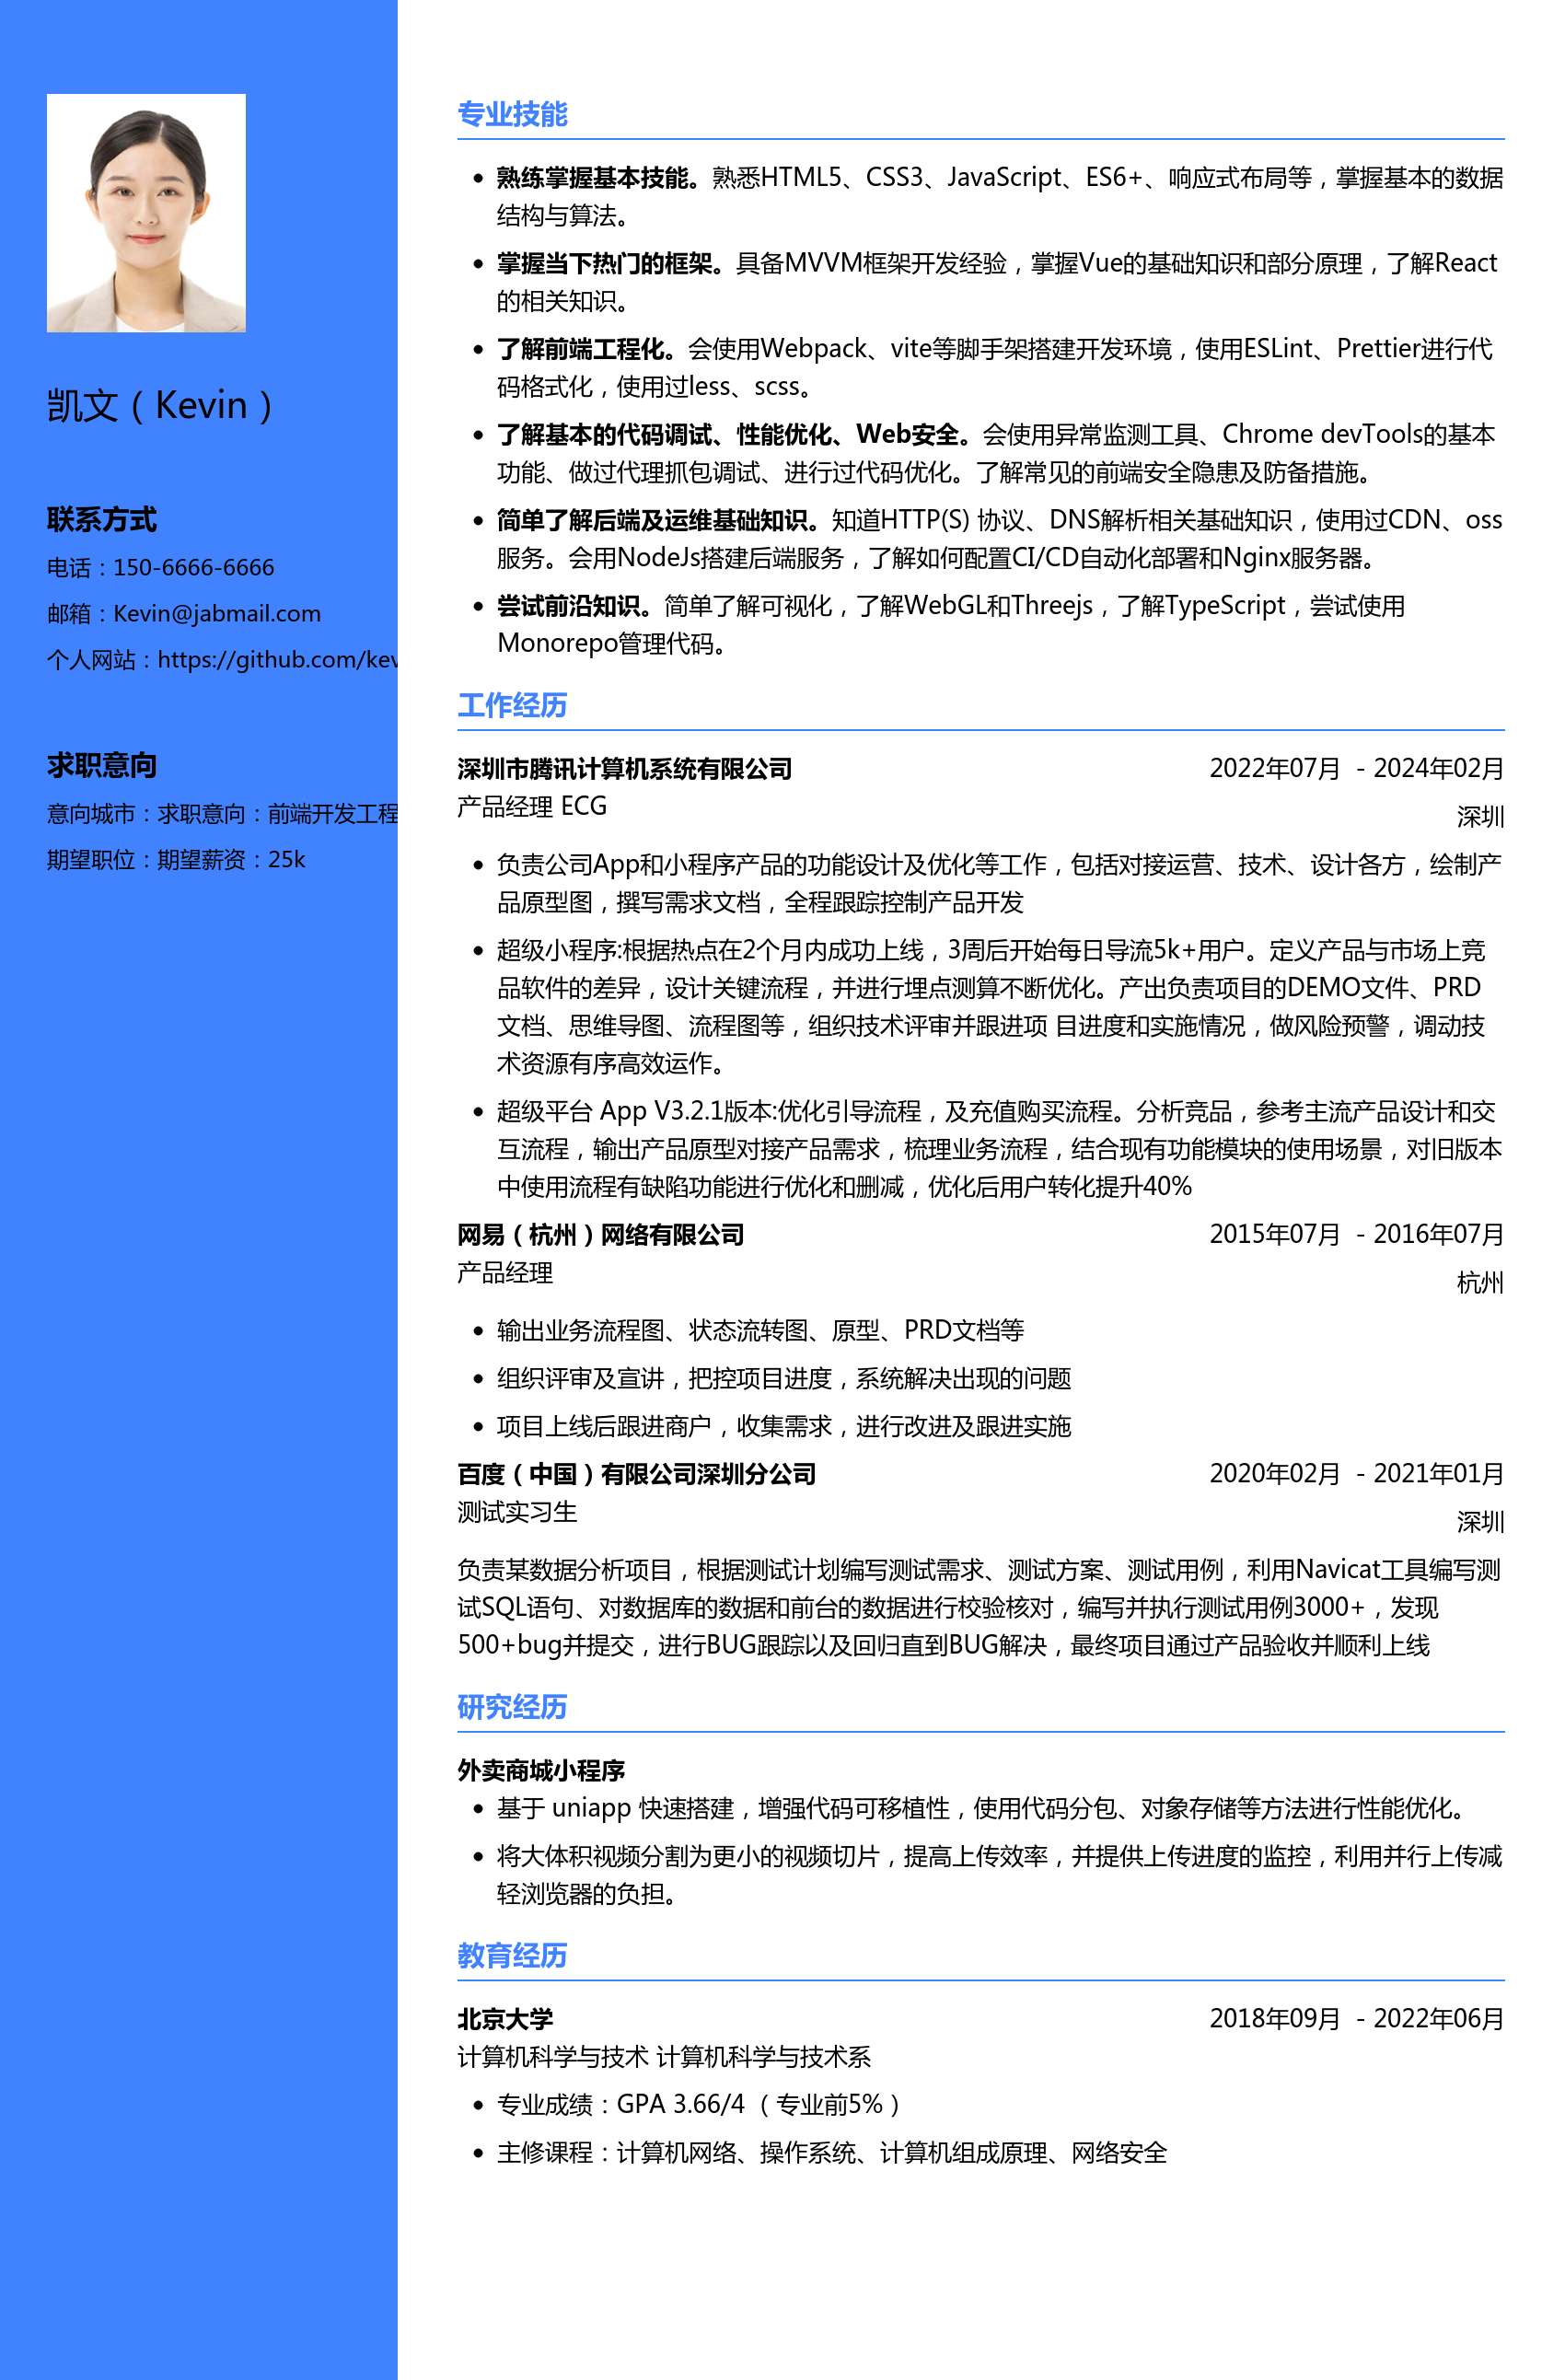 凯文（Kevin）
联系方式
电话：150-6666-6666
邮箱：Kevin@jabmail.com
个人网站：https://github.com/kev
求职意向
意向城市：求职意向：前端开发工程
期望职位：期望薪资：25k
专业技能
熟练掌握基本技能。熟悉HTML5、CSS3、JavaScript、ES6+、响应式布局等，掌握基本的数据
结构与算法。
掌握当下热门的框架。具备MVVM框架开发经验，掌握Vue的基础知识和部分原理，了解React
的相关知识。
了解前端工程化。会使用Webpack、vite等脚手架搭建开发环境，使用ESLint、Prettier进行代
码格式化，使用过less、scss。
了解基本的代码调试、性能优化、Web安全。会使用异常监测工具、Chrome devTools的基本
功能、做过代理抓包调试、进行过代码优化。了解常见的前端安全隐患及防备措施。
简单了解后端及运维基础知识。知道HTTP(S) 协议、DNS解析相关基础知识，使用过CDN、oss
服务。会用NodeJs搭建后端服务，了解如何配置CI/CD自动化部署和Nginx服务器。
尝试前沿知识。简单了解可视化，了解WebGL和Threejs，了解TypeScript，尝试使用
Monorepo管理代码。
工作经历
深圳市腾讯计算机系统有限公司 2022年07月 - 2024年02月
产品经理 ECG 深圳
负责公司App和小程序产品的功能设计及优化等工作，包括对接运营、技术、设计各方，绘制产
品原型图，撰写需求文档，全程跟踪控制产品开发
超级小程序:根据热点在2个月内成功上线，3周后开始每日导流5k+用户。定义产品与市场上竞
品软件的差异，设计关键流程，并进行埋点测算不断优化。产出负责项目的DEMO文件、PRD
文档、思维导图、流程图等，组织技术评审并跟进项 目进度和实施情况，做风险预警，调动技
术资源有序高效运作。
超级平台 App V3.2.1版本:优化引导流程，及充值购买流程。分析竞品，参考主流产品设计和交
互流程，输出产品原型对接产品需求，梳理业务流程，结合现有功能模块的使用场景，对旧版本
中使用流程有缺陷功能进行优化和删减，优化后用户转化提升40%
网易（杭州）网络有限公司 2015年07月 - 2016年07月
产品经理 杭州
输出业务流程图、状态流转图、原型、PRD文档等
组织评审及宣讲，把控项目进度，系统解决出现的问题
项目上线后跟进商户，收集需求，进行改进及跟进实施
百度（中国）有限公司深圳分公司 2020年02月 - 2021年01月
测试实习生 深圳
负责某数据分析项目，根据测试计划编写测试需求、测试方案、测试用例，利用Navicat工具编写测
试SQL语句、对数据库的数据和前台的数据进行校验核对，编写并执行测试用例3000+，发现
500+bug并提交，进行BUG跟踪以及回归直到BUG解决，最终项目通过产品验收并顺利上线
研究经历
外卖商城小程序
基于 uniapp 快速搭建，增强代码可移植性，使用代码分包、对象存储等方法进行性能优化。
将大体积视频分割为更小的视频切片，提高上传效率，并提供上传进度的监控，利用并行上传减
轻浏览器的负担。
教育经历
北京大学 2018年09月 - 2022年06月
计算机科学与技术 计算机科学与技术系
专业成绩：GPA 3.66/4 （专业前5%）
主修课程：计算机网络、操作系统、计算机组成原理、网络安全